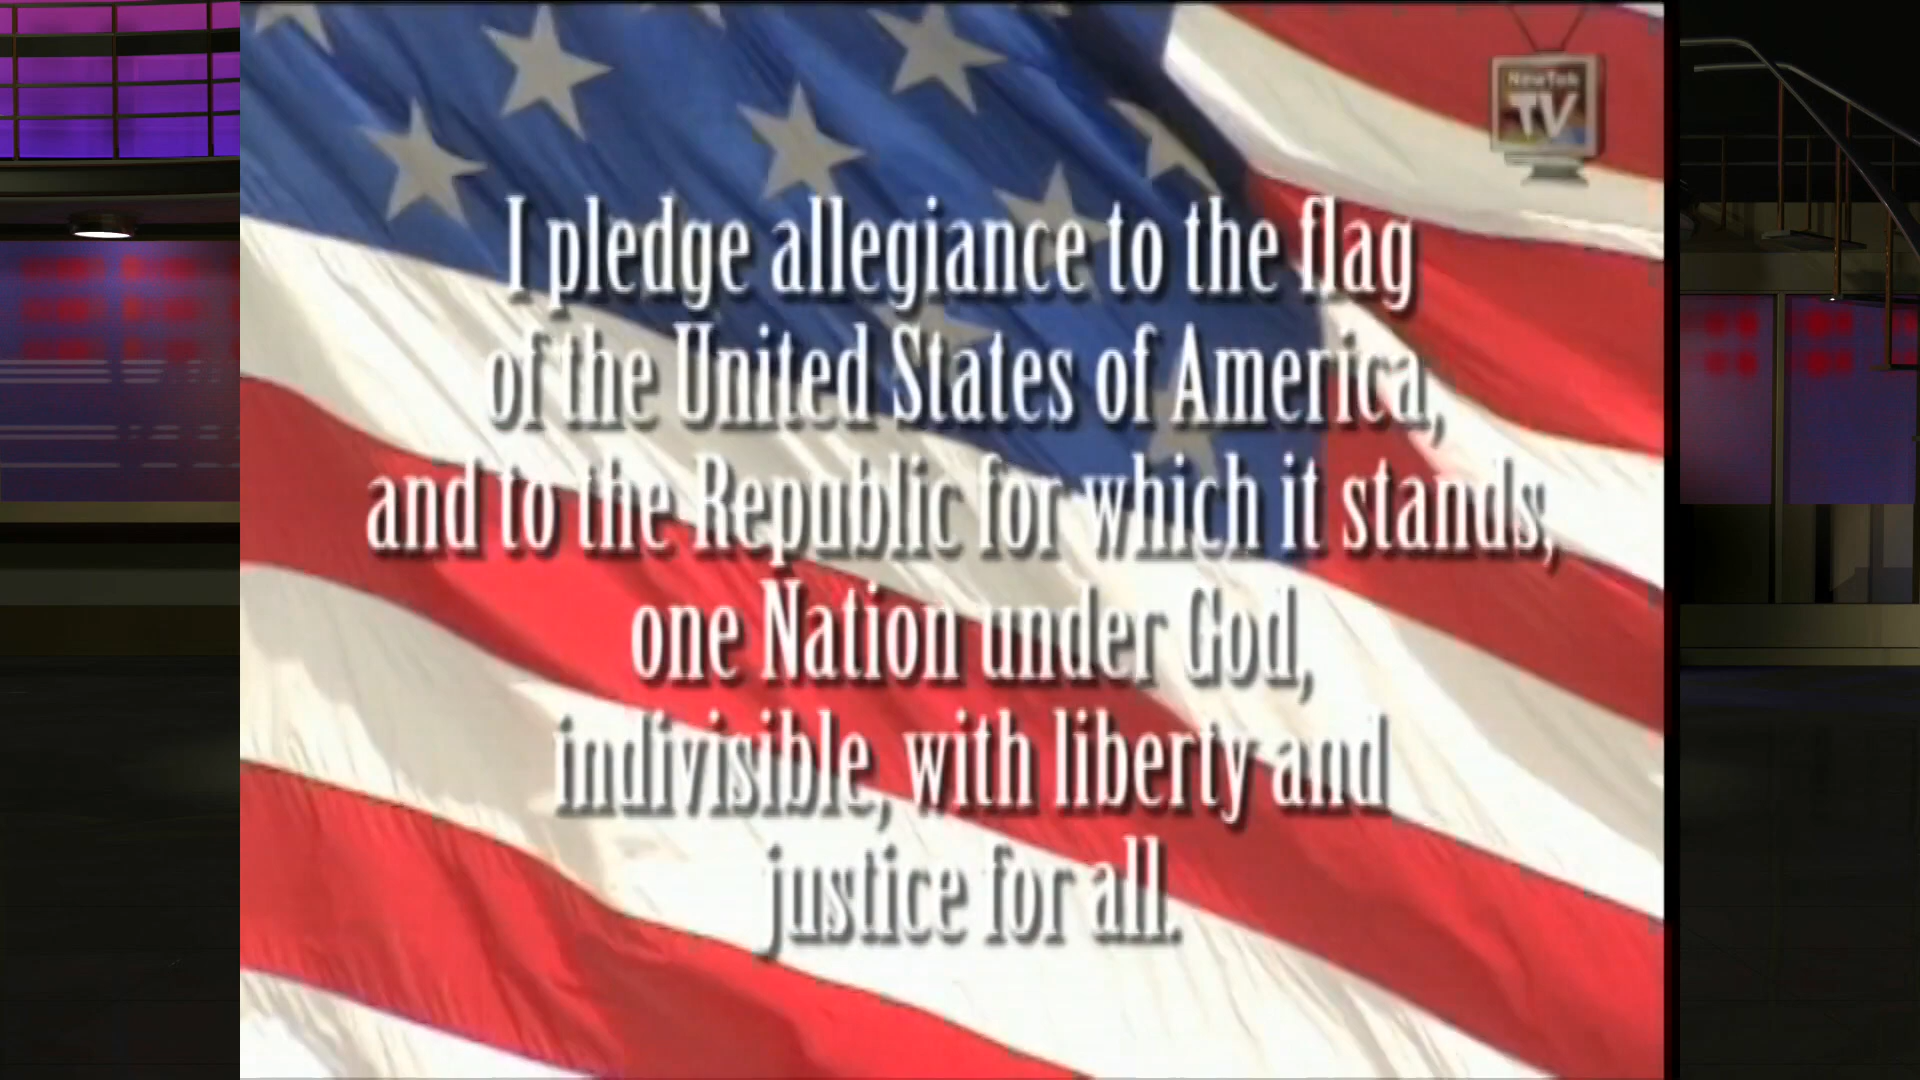 NewTek
TV
I pledge allegiance to the flag
of the United States of America,
and to the Republic for which it stands,
one Nation under God,
indivisible, with liberty and
justice for all.